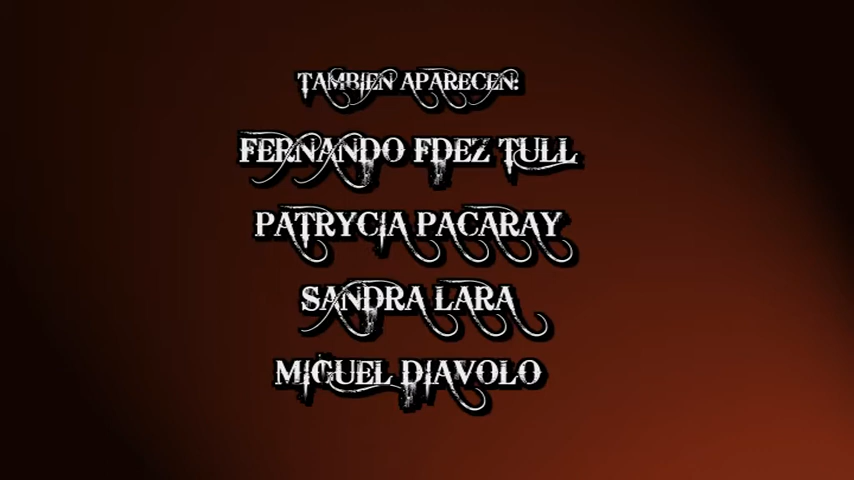 TAMBIEN APARECEN:
FERNANDO FDEZ TULL
PATRYCIA PACARAY
SANDRA LARA
MIGUEL DIAVOLO